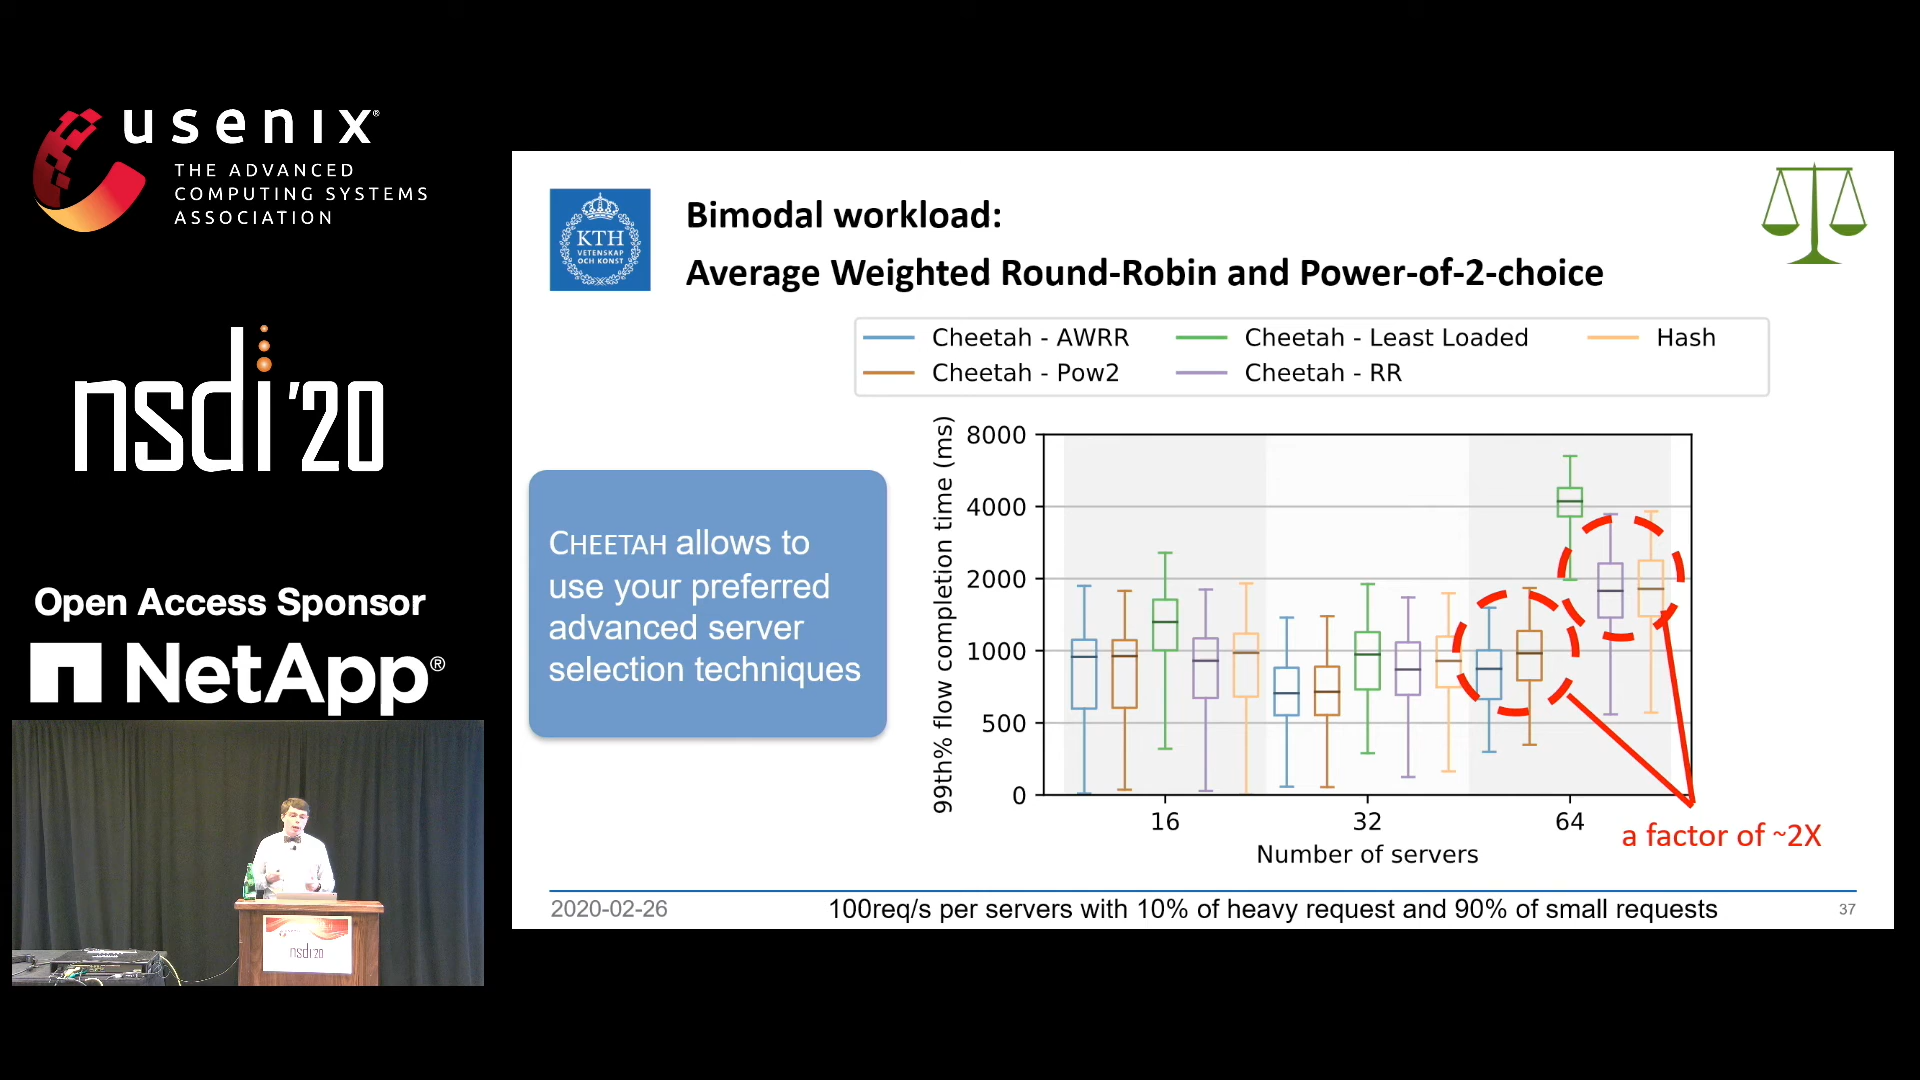 usenix®
THE ADVANCED
COMPUTING SYSTEMS
ASSOCIATION
nsdi '20
Open Access Sponsor
NetApp®
nsdi '20
KTH
VETENSKAP
OCH KONST
Bimodal workload:
Average Weighted Round-Robin and Power-of-2-choice
CHEETAH allows to
use your preferred
advanced server
selection techniques
Cheetah - AWRR
Cheetah - Pow2
Cheetah - Least Loaded
Cheetah - RR
Hash
99th% flow completion time (ms)
8000
4000
2000
1000
500
0
16
32
64
Number of servers
a factor of ~2X
2020-02-26
100req/s per servers with 10% of heavy request and 90% of small requests
37